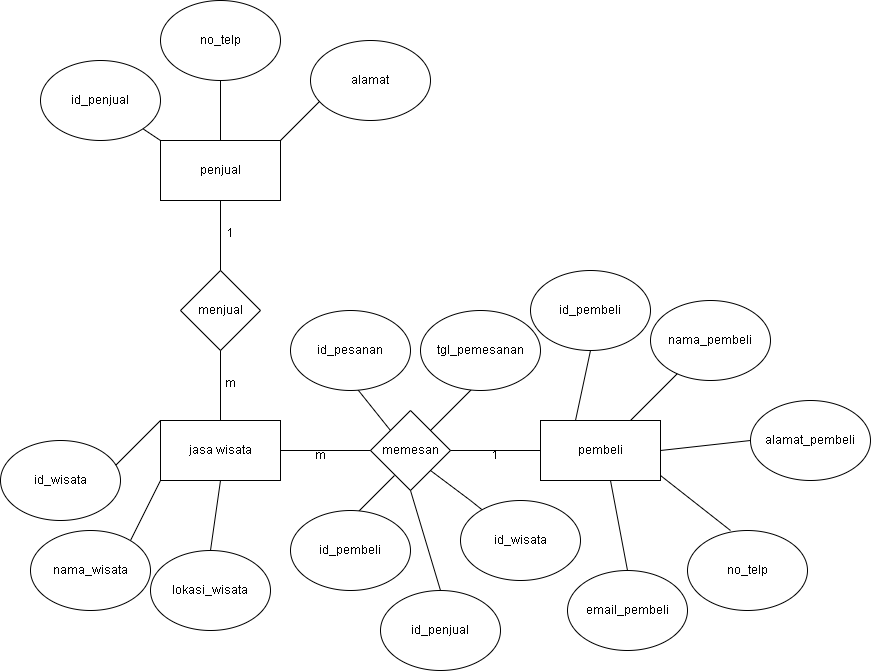 no_telp
alamat
id_penjual
penjual
1
menjual
id_pembeli
nama_pembeli
id_pesanan
tgl_pemesanan
m
alamat_pembeli
jasa wisata
m
memesan
1
pembeli
id_wisata
id_wisata
id_pembeli
nama_wisata
no_telp
lokasi_wisata
email_pembeli
id_penjual